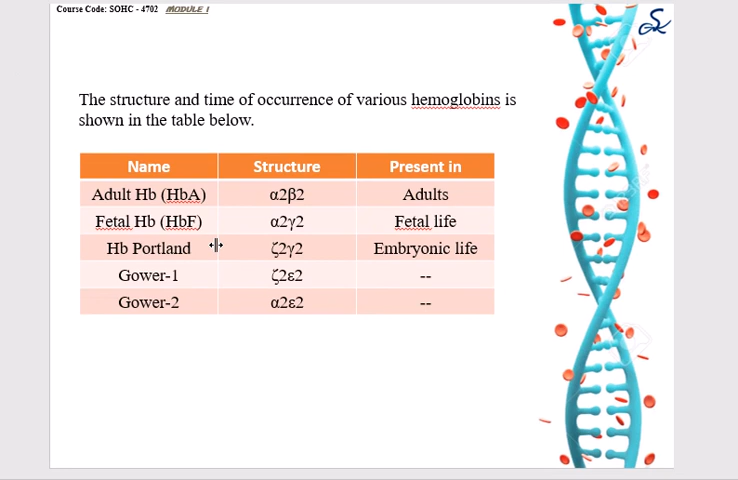 Course Code: SOHC - 4702 MODULE I
The structure and time of occurrence of various hemoglobins is
shown in the table below.
Name Structure Present in
Adult Hb (HbA) α2β2 Adults
Fetal Hb (HbF) α2γ2 Fetal life
Hb Portland ζ2γ2 Embryonic life
Gower-1 ζ2ε2 --
Gower-2 α2ε2 --